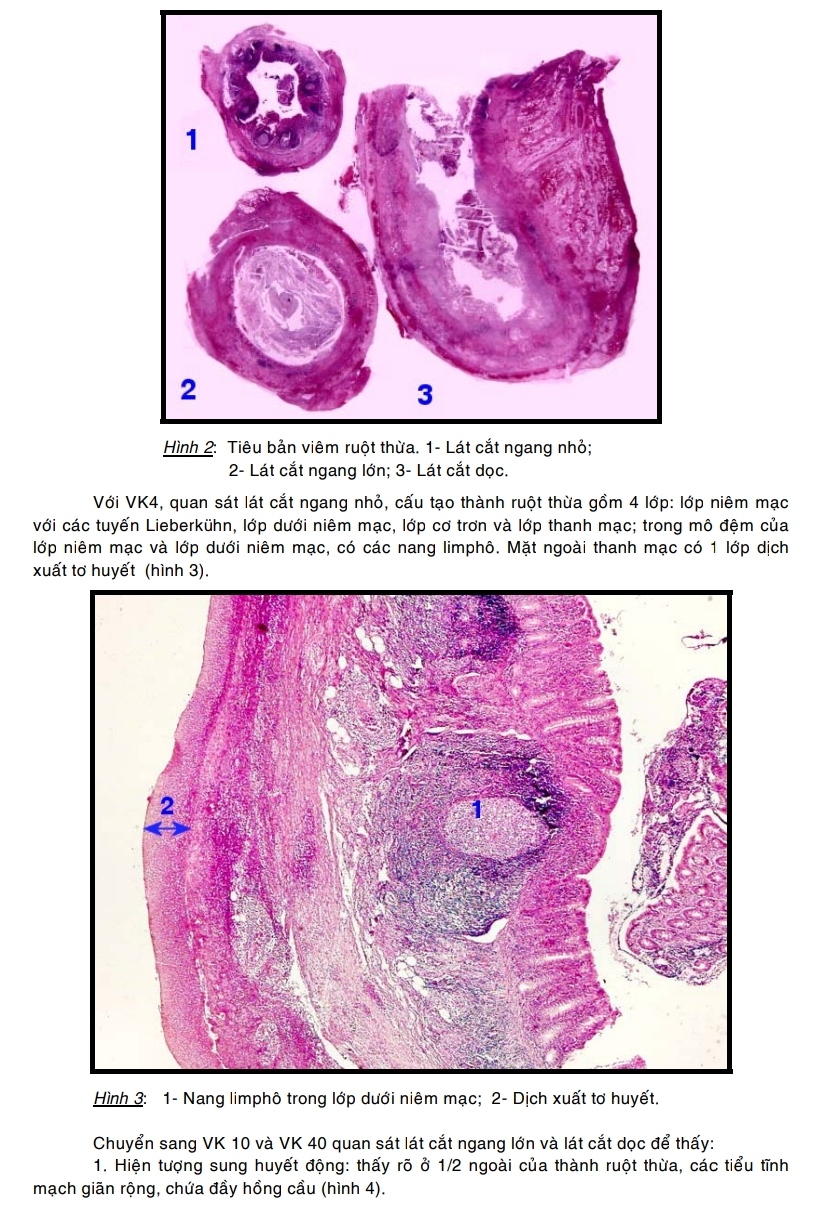 1
2
3
Hình 2: Tiêu bản viêm ruột thừa. 1- Lát cắt ngang nhỏ;
2- Lát cắt ngang lớn; 3- Lát cắt dọc.
Với VK4, quan sát lát cắt ngang nhỏ, cấu tạo thành ruột thừa gồm 4 lớp: lớp niêm mạc
với các tuyến Lieberkühn, lớp dưới niêm mạc, lớp cơ trơn và lớp thanh mạc; trong mô đệm của
lớp niêm mạc và lớp dưới niêm mạc, có các nang limphô. Mặt ngoài thanh mạc có 1 lớp dịch
xuất tơ huyết (hình 3).
2
1
Hình 3: 1- Nang limphô trong lớp dưới niêm mạc; 2- Dịch xuất tơ huyết.
Chuyển sang VK 10 và VK 40 quan sát lát cắt ngang lớn và lát cắt dọc để thấy:
1. Hiện tượng sung huyết động: thấy rõ ở 1/2 ngoài của thành ruột thừa, các tiểu tĩnh
mạch giãn rộng, chứa đầy hồng cầu (hình 4).